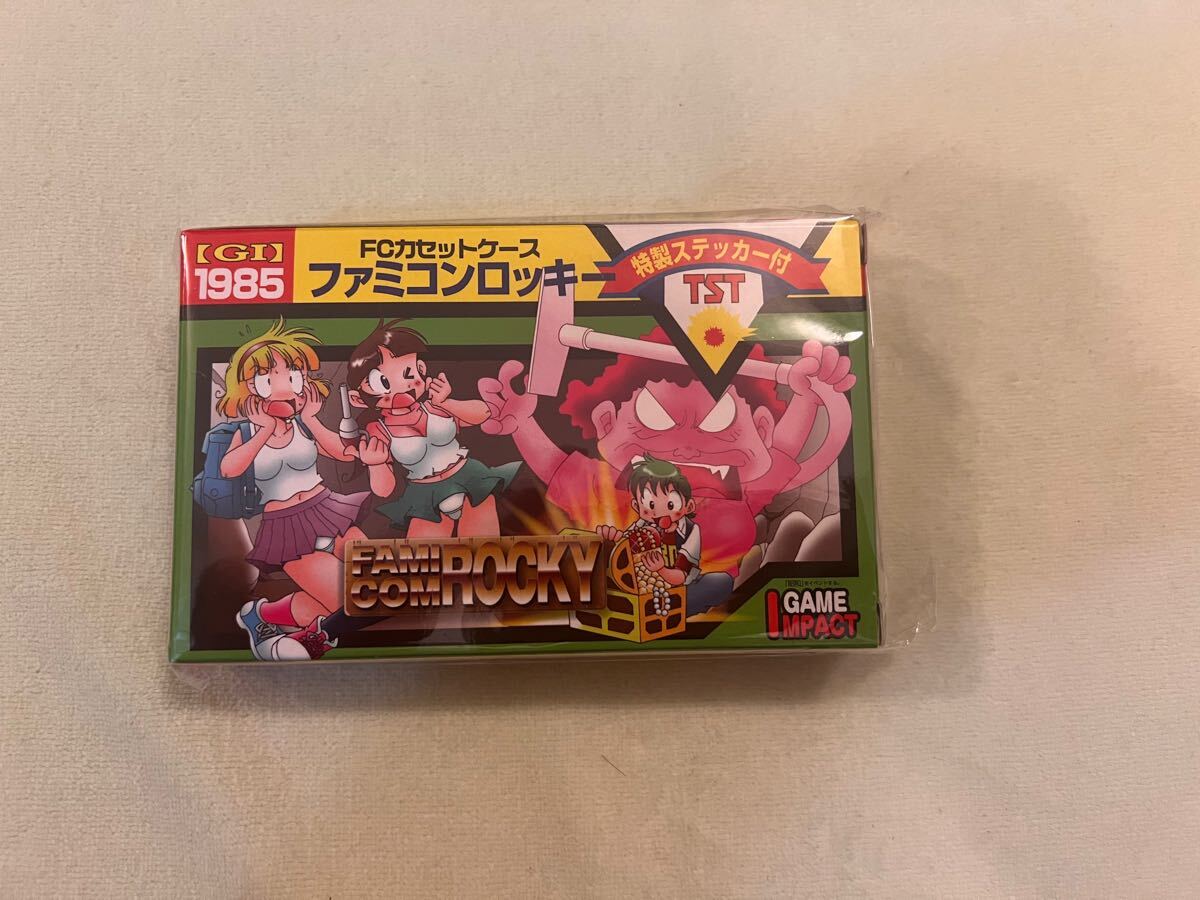 【GI】
1985
FCカセットケース
ファミコンロッキー
特製ステッカー付
TST
FAMI
COM ROCKY
GAME
IMPACT